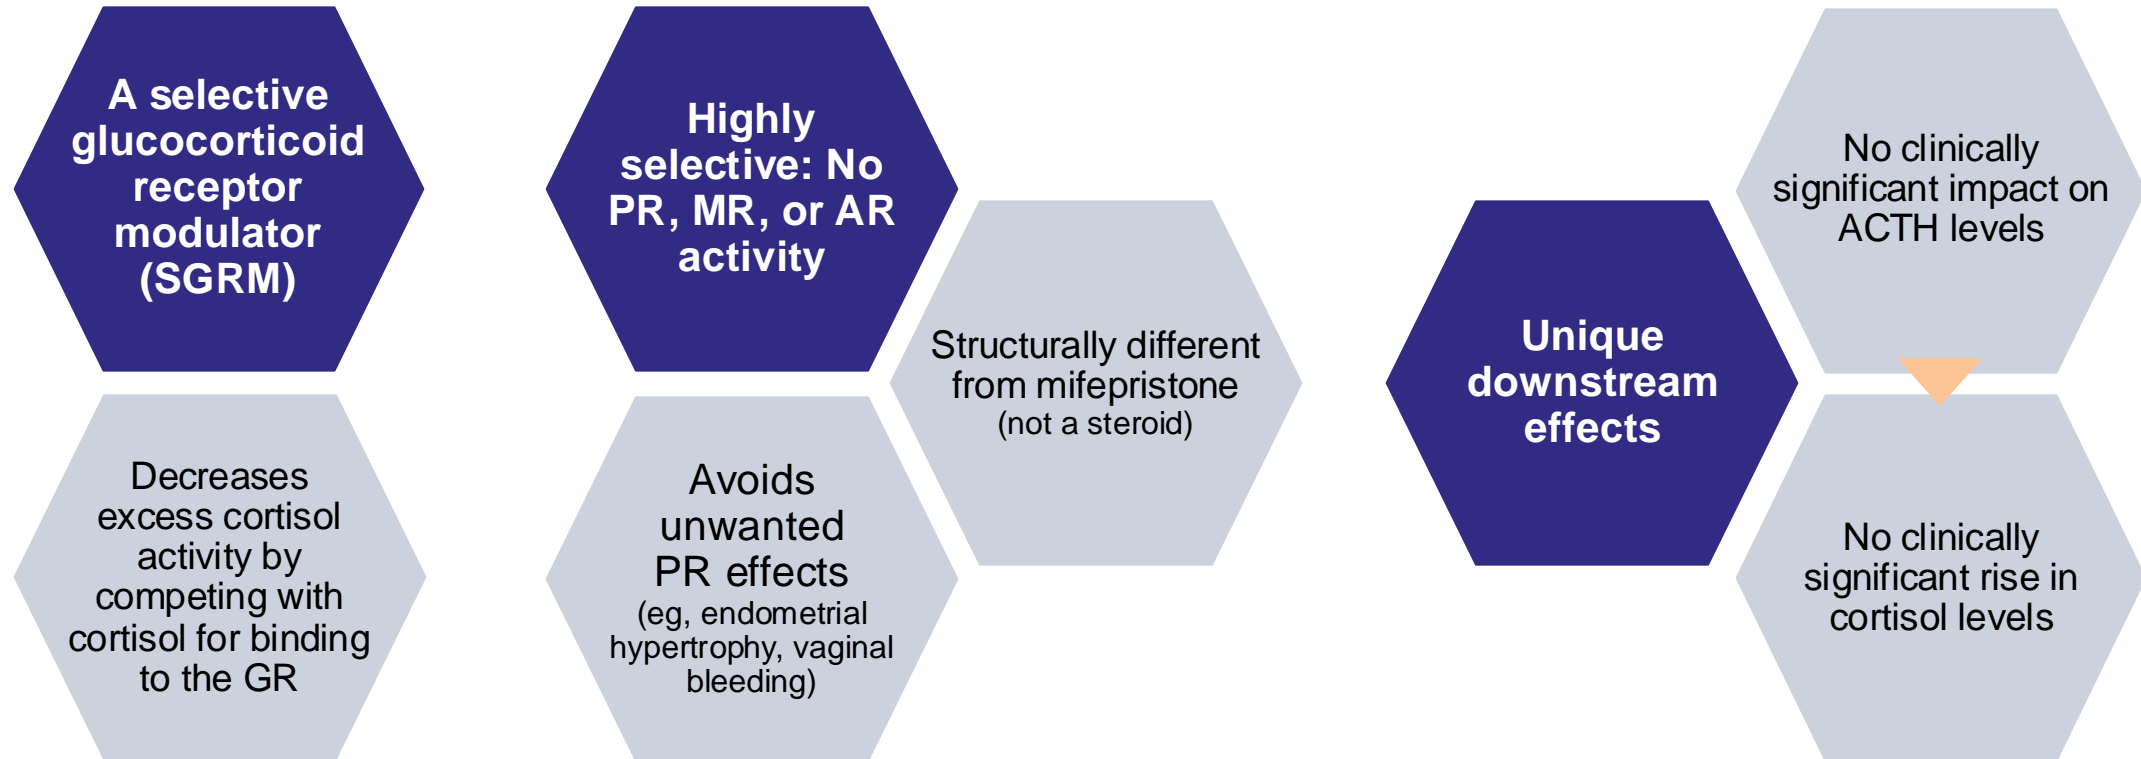 A selective
glucocorticoid
receptor
modulator
(SGRM)
Decreases
excess cortisol
activity by
competing with
cortisol for binding
to the GR
Highly
selective: No
PR, MR, or AR
activity
Structurally different
from mifepristone
(not a steroid)
Avoids
unwanted
PR effects
(eg, endometrial
hypertrophy, vaginal
bleeding)
Unique
downstream
effects
No clinically
significant impact on
ACTH levels
No clinically
significant rise in
cortisol levels